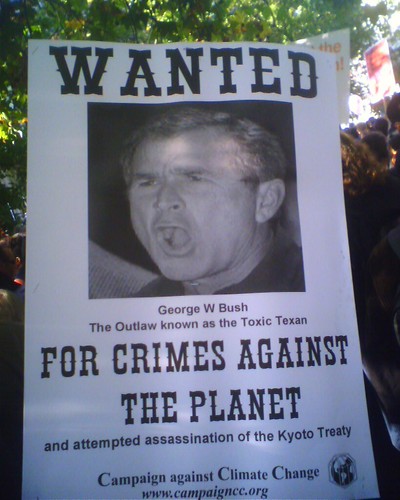 WANTED
the
George W Bush
The Outlaw known as the Toxic Texan
FOR CRIMES AGAINST
THE PLANET
and attempted assassination of the Kyoto Treaty
Campaign against Climate Change
www.campaigncc.org